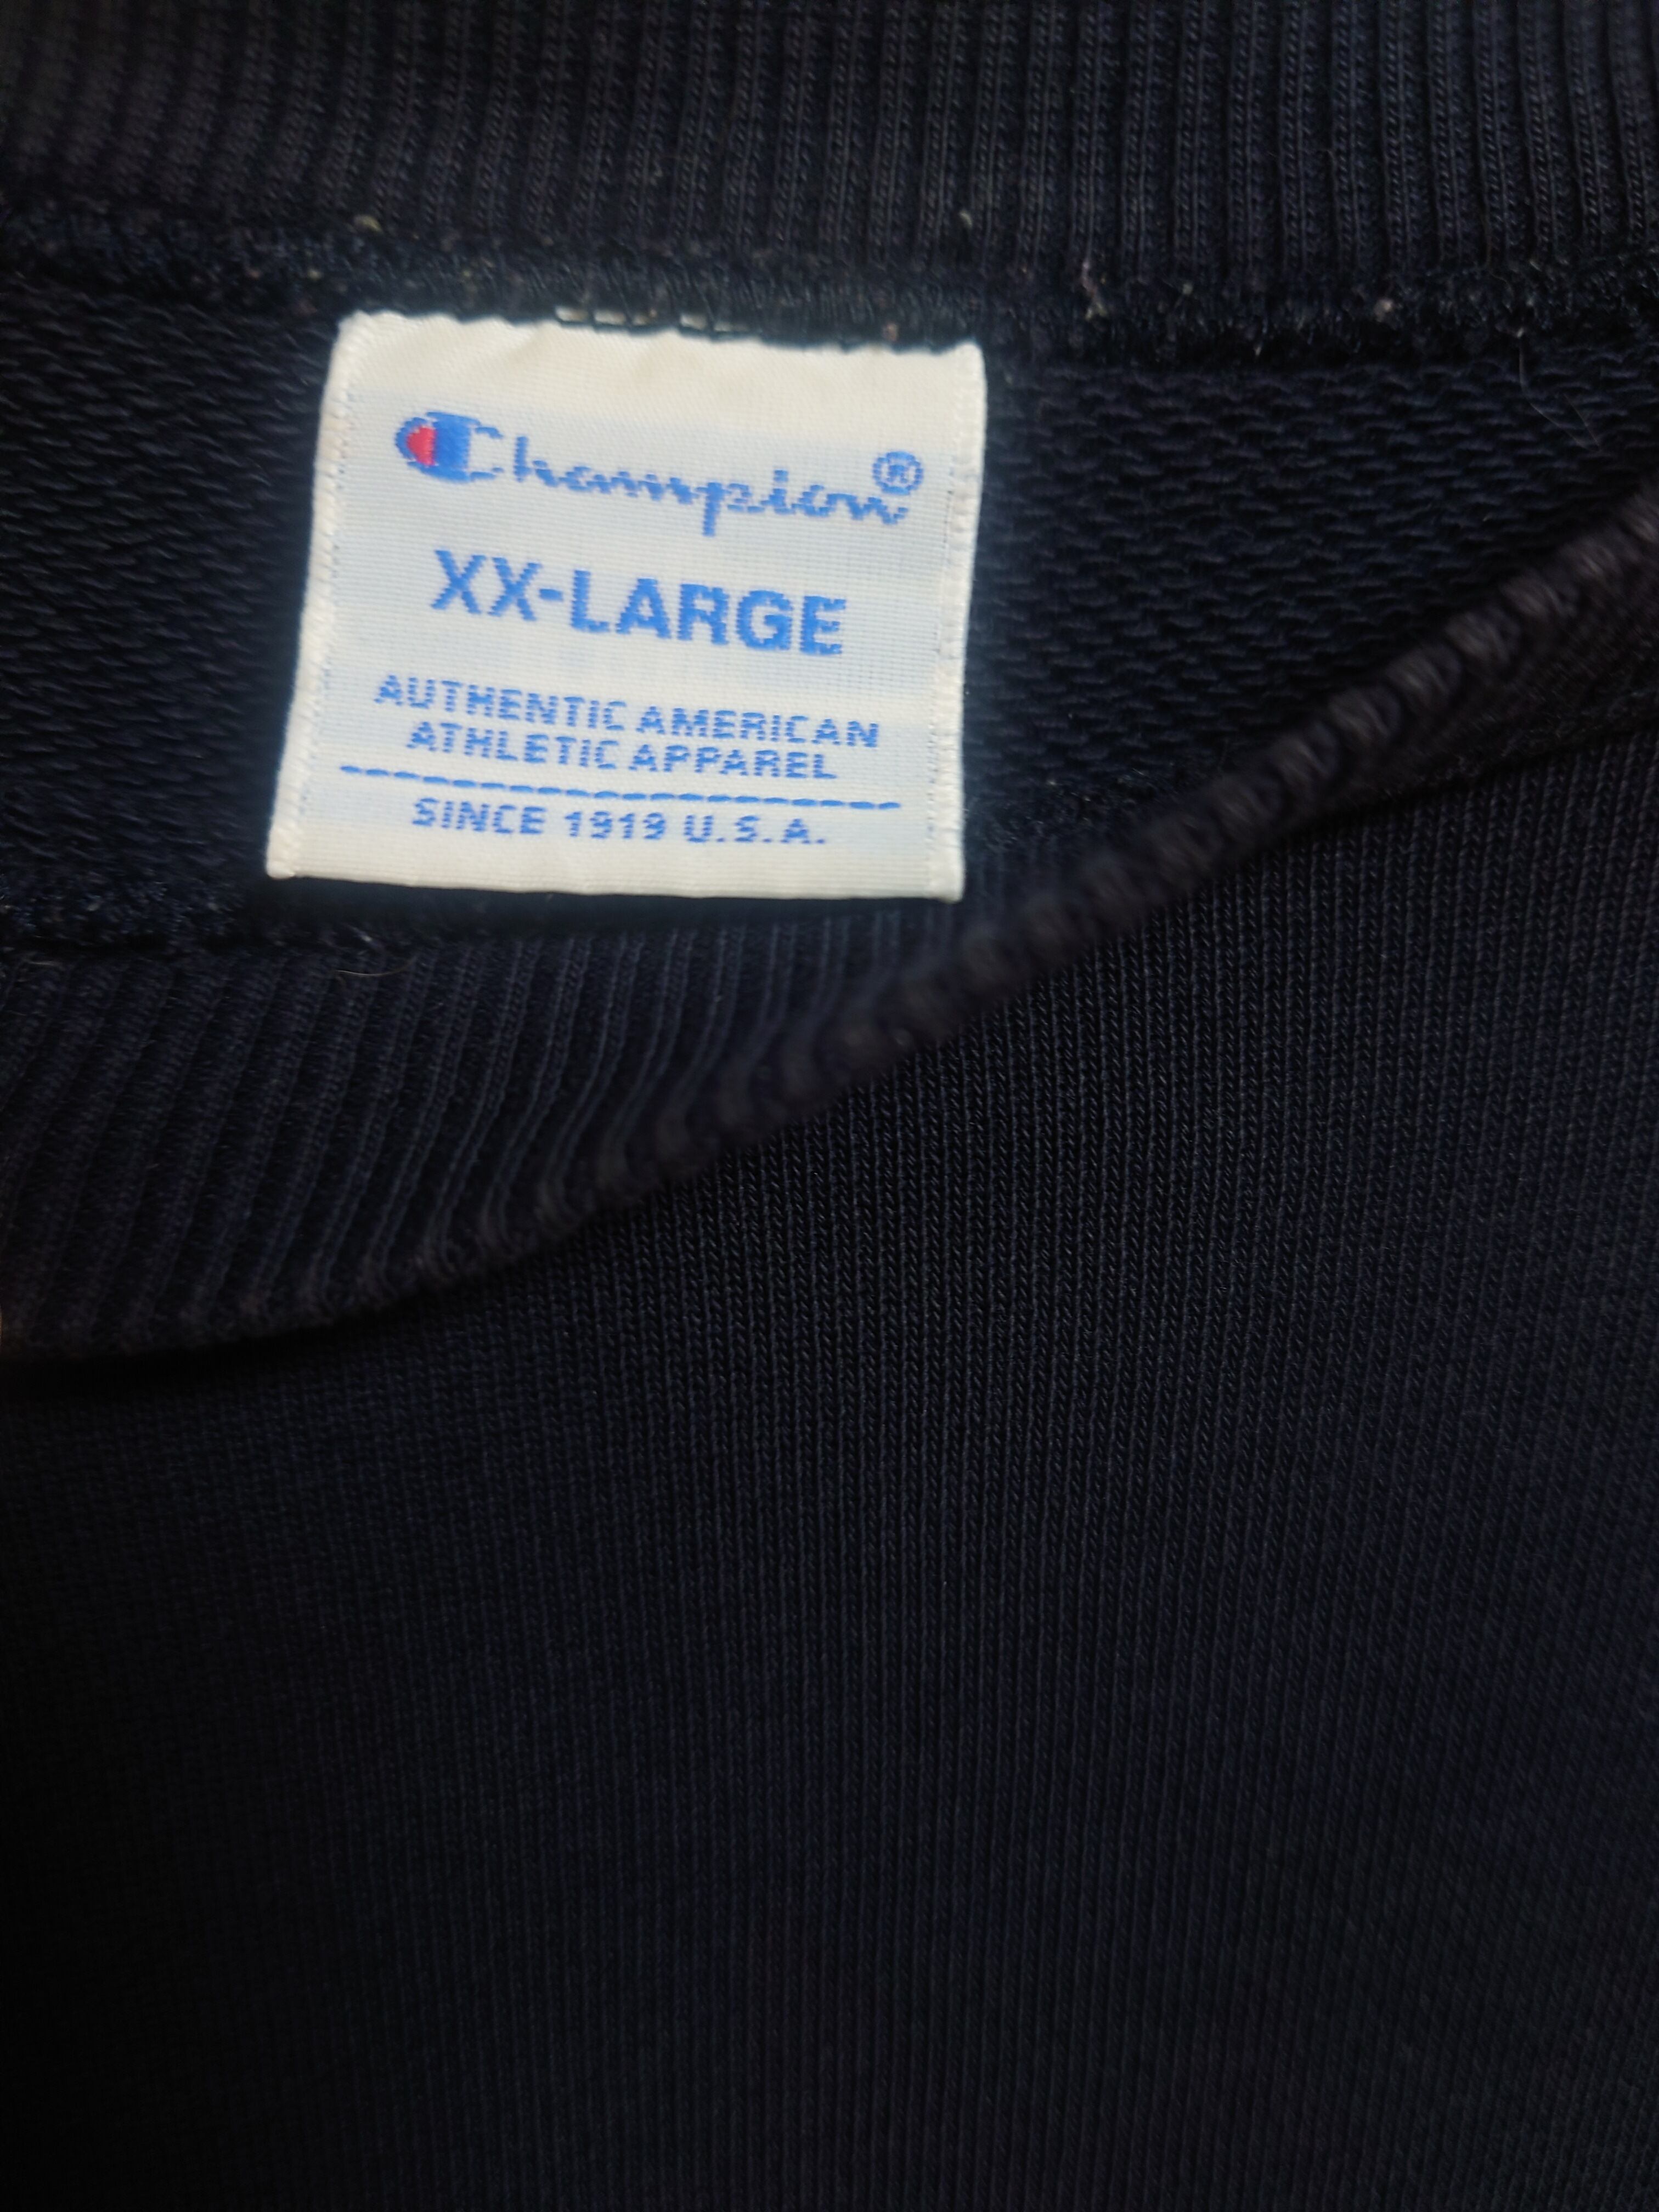 Champion®
XX-LARGE
AUTHENTIC AMERICAN
ATHLETIC APPAREL
SINCE 1919 U.S.A.